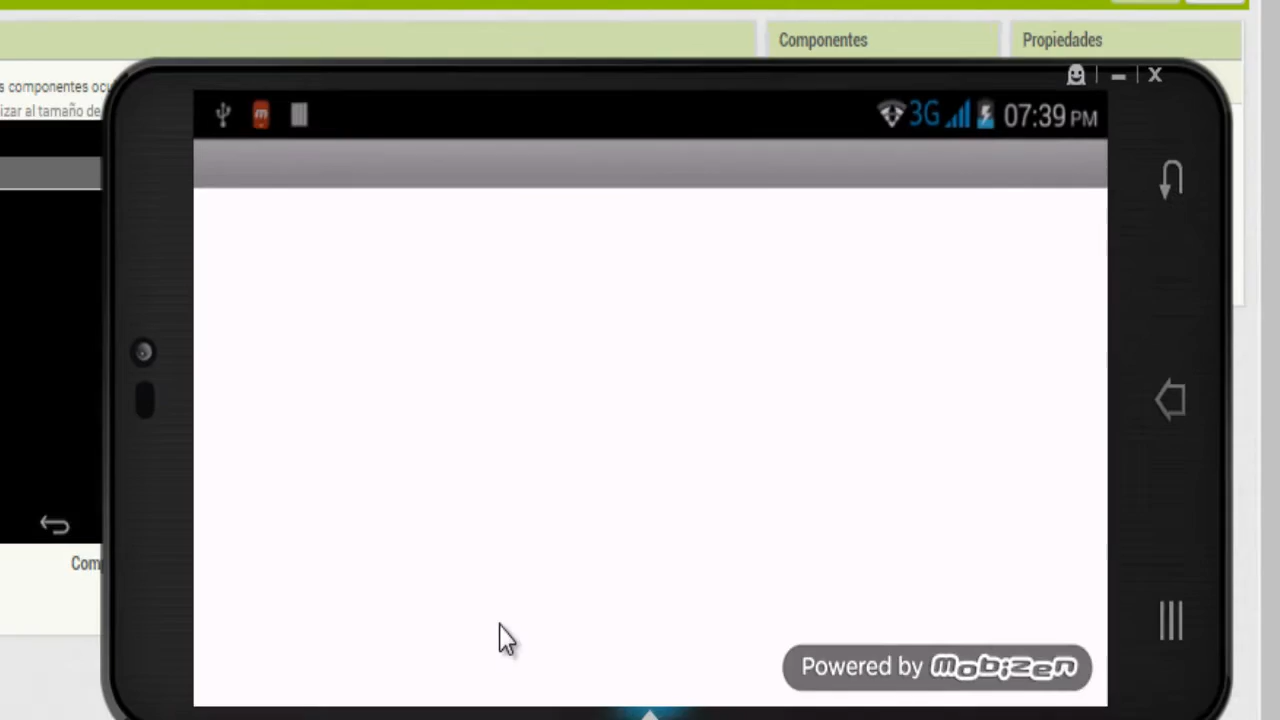 Componentes
Propiedades
s componentes ocu
izar al tamaño de
3G
07:39 PM
Com
Powered by mobizen